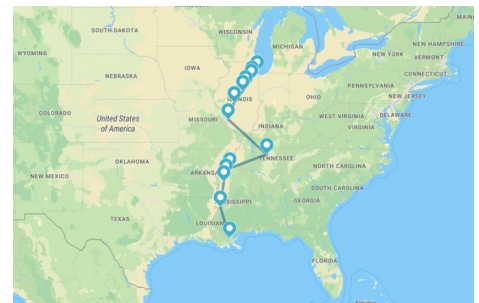 MAINE
SOUTH DAKOTA
WISCONSIN
MICHIGAN
NEW HAMPSHIRE
WYOMING
NEW YORK
VERMONT
IOWA
NEBRASKA
CONNECTICUT
PENNSYLVANIA
ILLINOIS
OHIO
NEW JERSEY
COLORADO
United States
of America
MISSOURI
WEST VIRGINIA
DELAWARE
INDIANA
VIRGINIA
OKLAHOMA
TENNESSEE
NORTH CAROLINA
NEW MEXICO
ARKANSAS
SOUTH CAROLINA
MISSISSIPPI
GEORGIA
TEXAS
LOUISIANA
FLORIDA